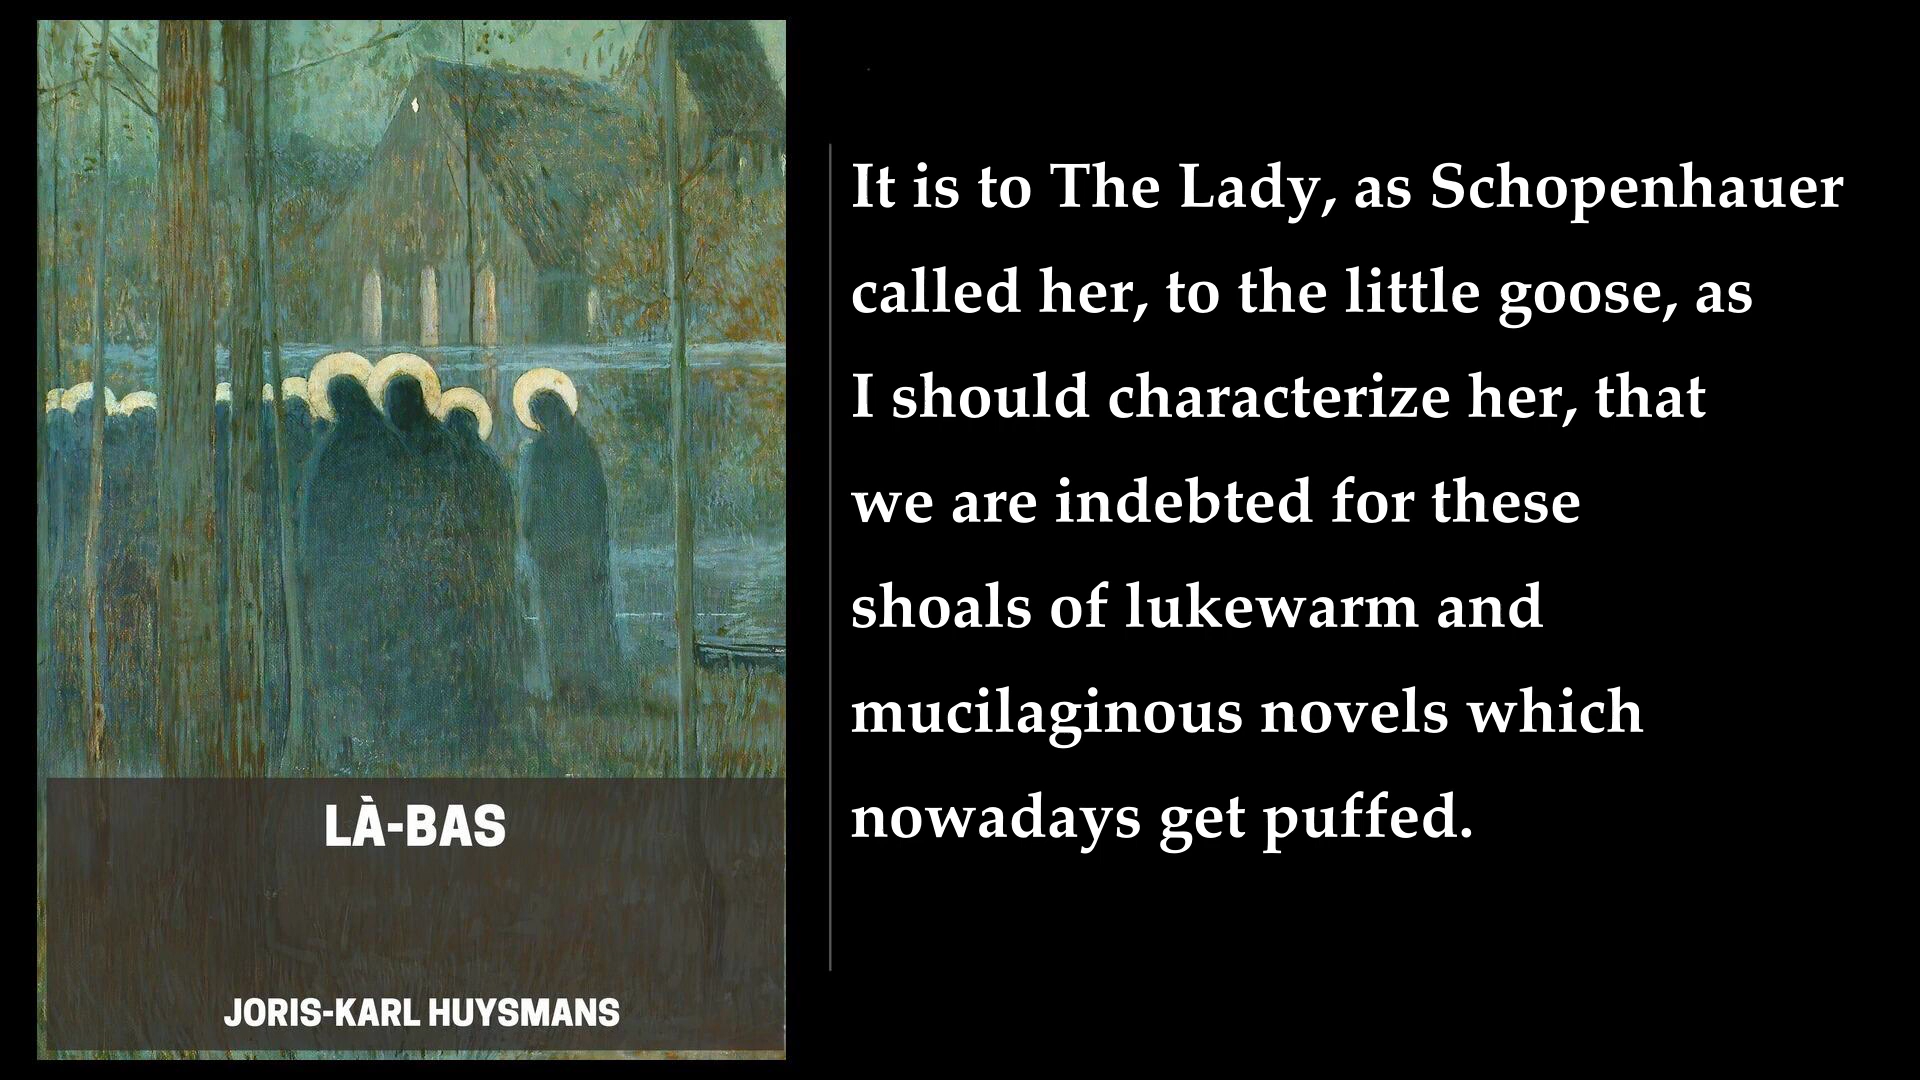 LÀ-BAS
JORIS-KARL HUYSMANS
It is to The Lady, as Schopenhauer
called her, to the little goose, as
I should characterize her, that
we are indebted for these
shoals of lukewarm and
mucilaginous novels which
nowadays get puffed.